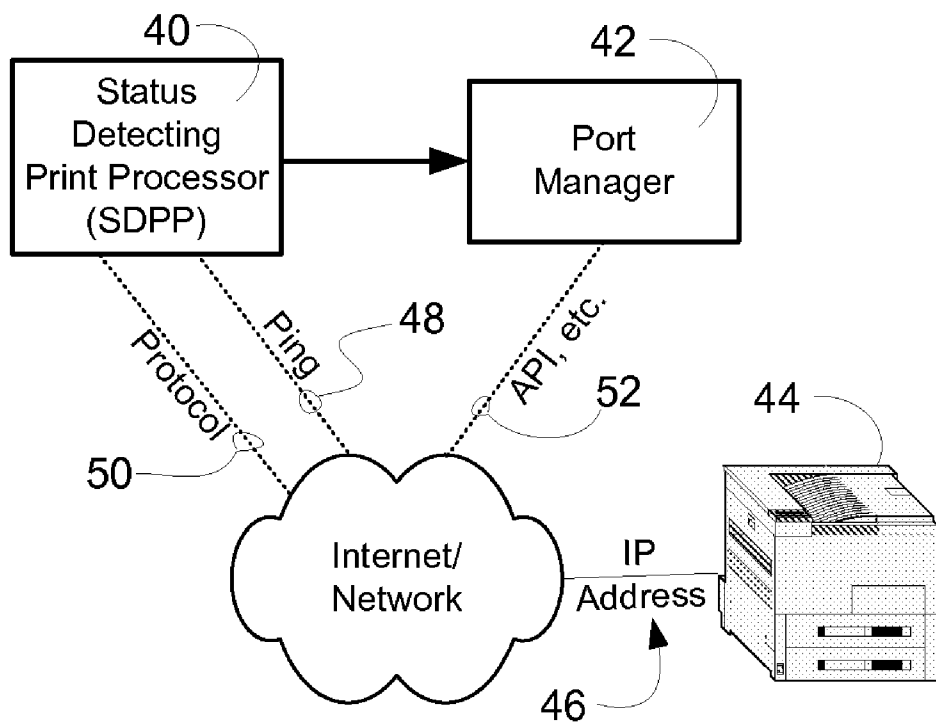 40
Status
Detecting
Print Processor
(SDPP)
42
Port
Manager
Protocol
50
Ping
48
API, etc.
52
44
Internet/
Network
IP
Address
46